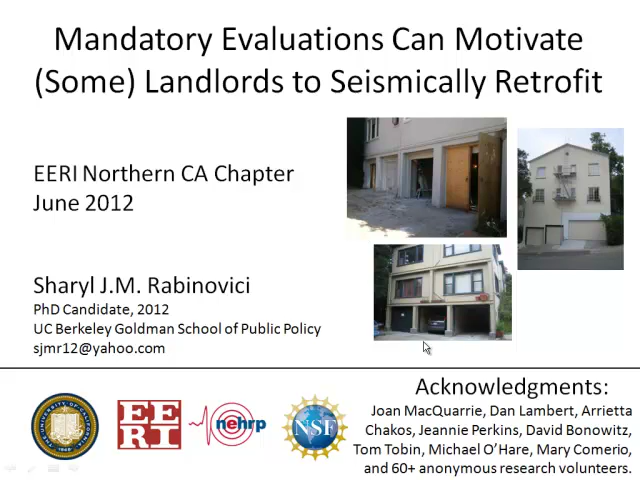 Mandatory Evaluations Can Motivate
(Some) Landlords to Seismically Retrofit
EERI Northern CA Chapter
June 2012
Sharyl J.M. Rabinovici
PhD Candidate, 2012
UC Berkeley Goldman School of Public Policy
sjmr12@yahoo.com
Acknowledgments:
Joan MacQuarrie, Dan Lambert, Arrietta
Chakos, Jeannie Perkins, David Bonowitz,
Tom Tobin, Michael O'Hare, Mary Comerio,
and 60+ anonymous research volunteers.
EE
RI
nehrp
NSF